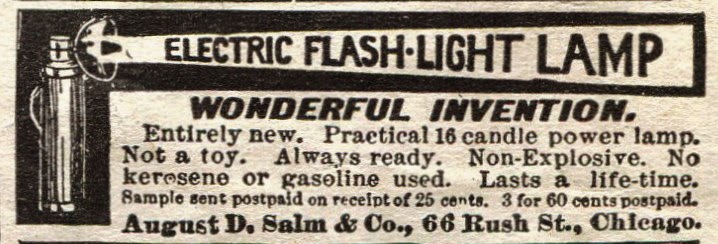 ELECTRIC FLASH-LIGHT LAMP
WONDERFUL INVENTION.
Entirely new. Practical 16 candle power lamp.
Not a toy. Always ready. Non-Explosive. No
kerosene or gasoline used. Lasts a life-time.
Sample sent postpaid on receipt of 25 cents. 3 for 60 cents postpaid.
August D. Salm & Co., 66 Rush St., Chicago.